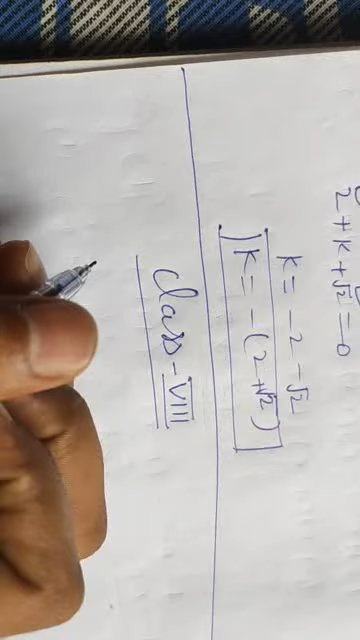 2 + k + √2 = 0
k = -2 - √2
k = -(2+√2)
Class - VIII